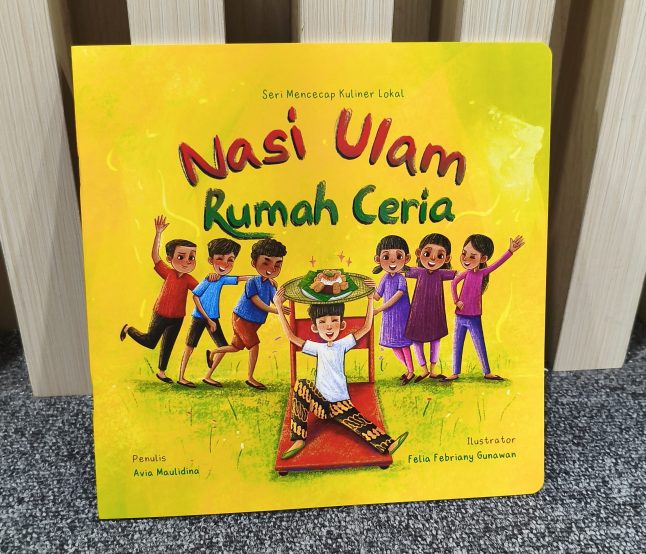 Seri Mencecap Kuliner Lokal
Nasi Ulam
Rumah Ceria
Penulis
Avia Maulidina
Ilustrator
Felia Febriany Gunawan